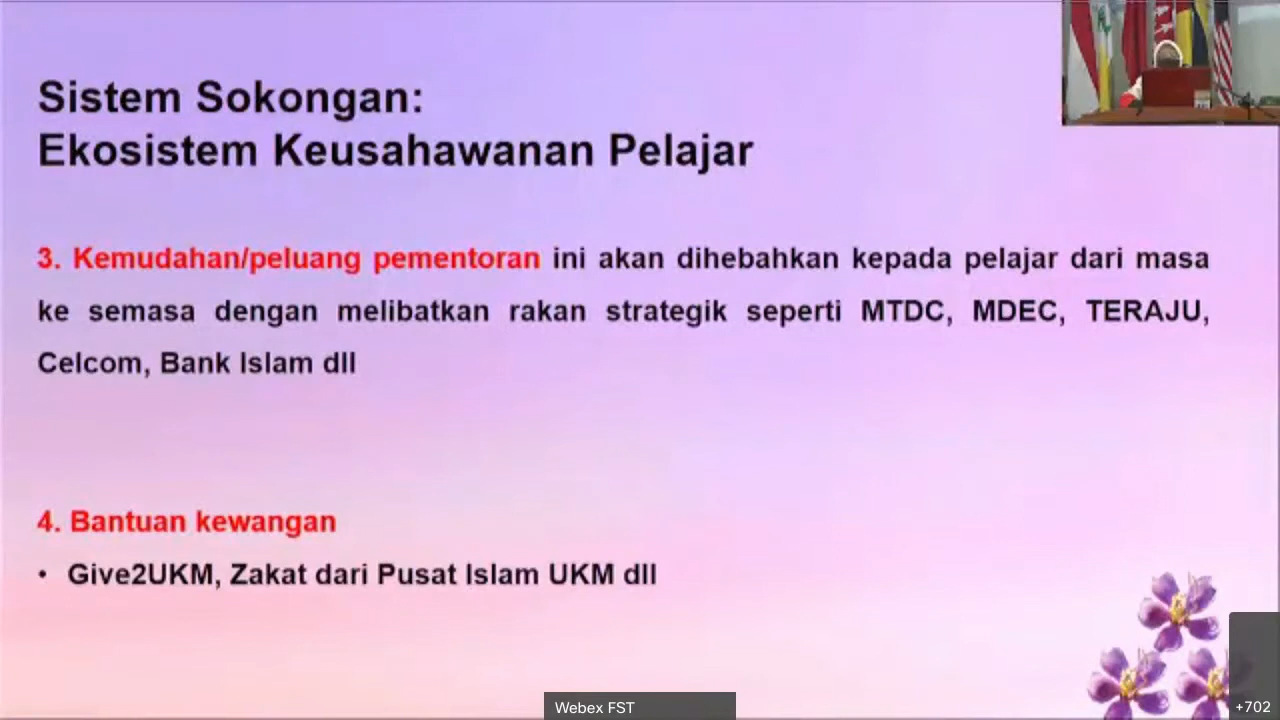 Sistem Sokongan:
Ekosistem Keusahawanan Pelajar
3. Kemudahan/peluang pementoran ini akan dihebahkan kepada pelajar dari masa
ke semasa dengan melibatkan rakan strategik seperti MTDC, MDEC, TERAJU,
Celcom, Bank Islam dll
4. Bantuan kewangan
• Give2UKM, Zakat dari Pusat Islam UKM dll
Webex FST
+702